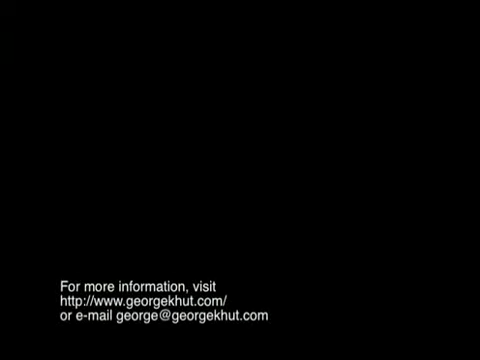 For more information, visit
http://www.georgekhut.com/
or e-mail george@georgekhut.com